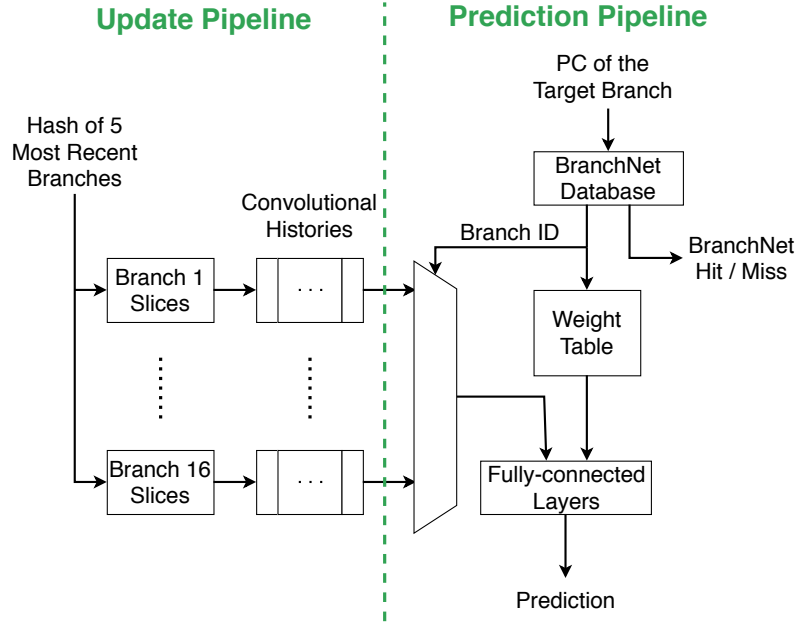 Update Pipeline
Prediction Pipeline
PC of the
Target Branch
Hash of 5
Most Recent
Branches
BranchNet
Database
Convolutional
Histories
Branch ID
BranchNet
Hit / Miss
Branch 1
Slices
. . .
Weight
Table
Branch 16
Slices
. . .
Fully-connected
Layers
Prediction